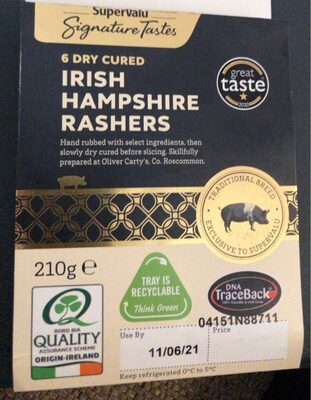 SuperValu
Signature Tastes
6 DRY CURED
IRISH
HAMPSHIRE
RASHERS
great
taste
2020
Hand rubbed with select ingredients, then
slowly dry cured before slicing. Skillfully
prepared at Oliver Carty's, Co. Roscommon.
TRADITIONAL BREED
EXCLUSIVE TO SUPERVALU
210g e
TRAY IS
RECYCLABLE
Think Green
DNA
TraceBack
BORD BIA
QUALITY
ASSURANCE SCHEME
ORIGIN-IRELAND
04151N88711
Use By
Price
11/06/21
Keep refrigerated 0°C to 5°C